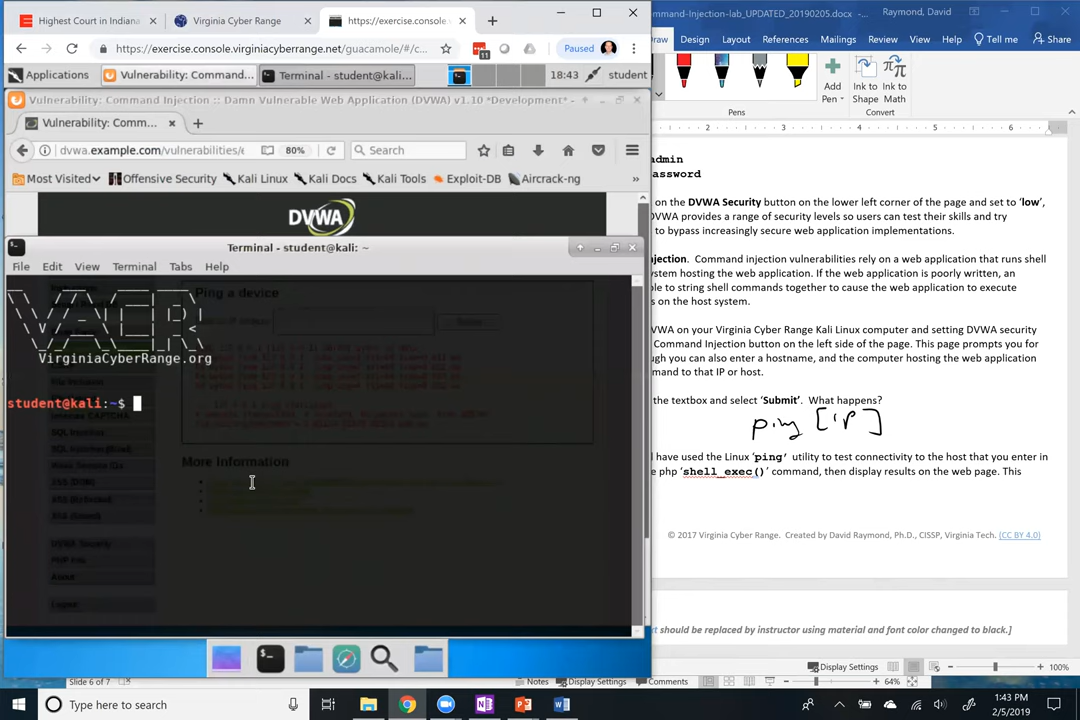 Highest Court in Indiana
Virginia Cyber Range
https://exercise.console.v
https://exercise.console.virginiacyberrange.net/guacamole/#/c...
11
Paused
Applications
Vulnerability: Command...
Terminal - student@kali...
18:43
student
Vulnerability: Command Injection :: Damn Vulnerable Web Application (DVWA) v1.10 *Development* -
Vulnerability: Comm...
dvwa.example.com/vulnerabilities/e
80%
Search
Most Visited
Offensive Security
Kali Linux
Kali Docs
Kali Tools
Exploit-DB
Aircrack-ng
»
DVWA
Terminal - student@kali: ~
File Edit View Terminal Tabs Help
Ping a device
VirginiaCyberRange.org
student@kali:~$
More Information
DVWA Security
PHP Info
About
Logout
Command-Injection-lab_UPDATED_20190205.docx - ...
Raymond, David
Draw
Design
Layout
References
Mailings
Review
View
Help
Tell me
Share
Add Pen
Ink to Shape
Ink to Math
Pens
Convert
2 3 4 5 6
admin
password
on the DVWA Security button on the lower left corner of the page and set to ‘low’,
DVWA provides a range of security levels so users can test their skills and try
to bypass increasingly secure web application implementations.
jection. Command injection vulnerabilities rely on a web application that runs shell
ystem hosting the web application. If the web application is poorly written, an
ble to string shell commands together to cause the web application to execute
s on the host system.
VWA on your Virginia Cyber Range Kali Linux computer and setting DVWA security
Command Injection button on the left side of the page. This page prompts you for
gh you can also enter a hostname, and the computer hosting the web application
mmand to that IP or host.
the textbox and select ‘Submit’. What happens?
ping [IP]
l have used the Linux ‘ping’ utility to test connectivity to the host that you enter in
e php ‘shell_exec()’ command, then display results on the web page. This
© 2017 Virginia Cyber Range. Created by David Raymond, Ph.D., CISSP, Virginia Tech. (CC BY 4.0)
t should be replaced by instructor using material and font color changed to black.]
Display Settings
100%
Slide 6 of 7
Notes
Display Settings
Comments
64%
Type here to search
1:43 PM
2/5/2019